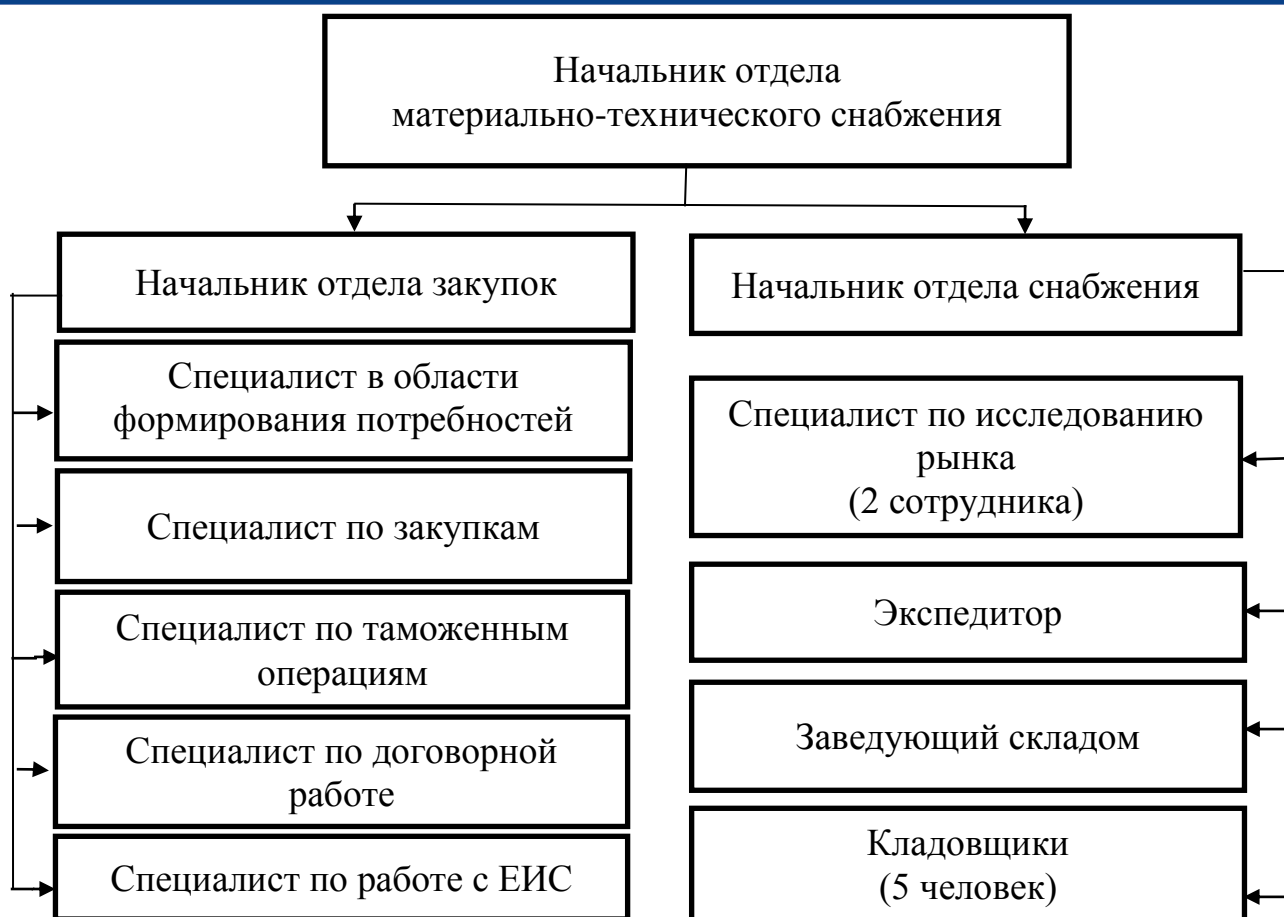 Начальник отдела
материально-технического снабжения
Начальник отдела закупок
Специалист в области
формирования потребностей
Специалист по закупкам
Специалист по таможенным
операциям
Специалист по договорной
работе
Специалист по работе с ЕИС
Начальник отдела снабжения
Специалист по исследованию
рынка
(2 сотрудника)
Экспедитор
Заведующий складом
Кладовщики
(5 человек)